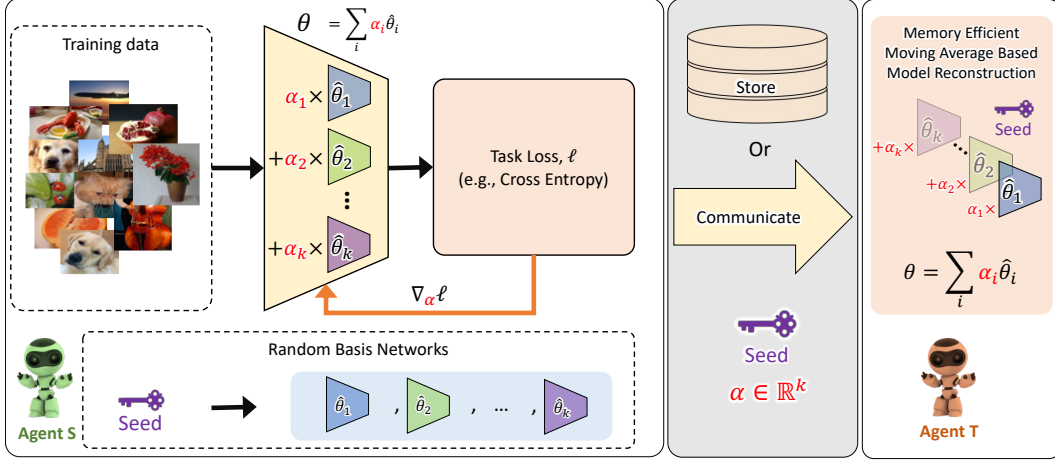 Training data
θ = ∑ᵢ αᵢθ̂ᵢ
α₁× θ̂₁
+α₂× θ̂₂
⋮
+αₖ× θ̂ₖ
Task Loss, ℓ
(e.g., Cross Entropy)
∇αℓ
Random Basis Networks
Seed
θ̂₁ , θ̂₂ , ... , θ̂ₖ
Agent S
Store
Or
Communicate
Seed
α ∈ ℝᵏ
Memory Efficient
Moving Average Based
Model Reconstruction
Seed
+αₖ× θ̂ₖ
+α₂× θ̂₂
α₁× θ̂₁
θ = ∑ᵢ αᵢθ̂ᵢ
Agent T